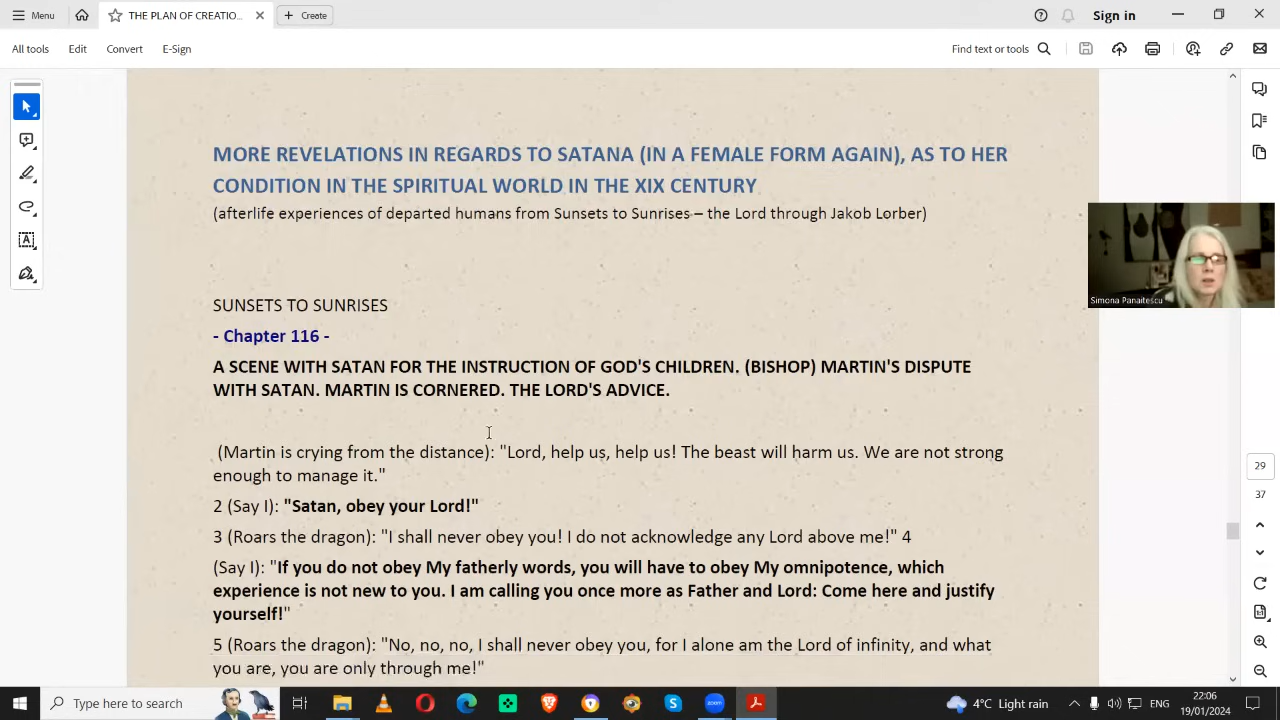 Menu
THE PLAN OF CREATIO...
Create
Sign in
All tools
Edit
Convert
E-Sign
Find text or tools
MORE REVELATIONS IN REGARDS TO SATANA (IN A FEMALE FORM AGAIN), AS TO HER
CONDITION IN THE SPIRITUAL WORLD IN THE XIX CENTURY
(afterlife experiences of departed humans from Sunsets to Sunrises – the Lord through Jakob Lorber)
SUNSETS TO SUNRISES
- Chapter 116 -
A SCENE WITH SATAN FOR THE INSTRUCTION OF GOD'S CHILDREN. (BISHOP) MARTIN'S DISPUTE
WITH SATAN. MARTIN IS CORNERED. THE LORD'S ADVICE.
(Martin is crying from the distance): "Lord, help us, help us! The beast will harm us. We are not strong
enough to manage it."
2 (Say I): "Satan, obey your Lord!"
3 (Roars the dragon): "I shall never obey you! I do not acknowledge any Lord above me!" 4
(Say I): "If you do not obey My fatherly words, you will have to obey My omnipotence, which
experience is not new to you. I am calling you once more as Father and Lord: Come here and justify
yourself!"
5 (Roars the dragon): "No, no, no, I shall never obey you, for I alone am the Lord of infinity, and what
you are, you are only through me!"
Simona Panaitescu
29
37
Type here to search
zoom
4°C Light rain
ENG
22:06
19/01/2024